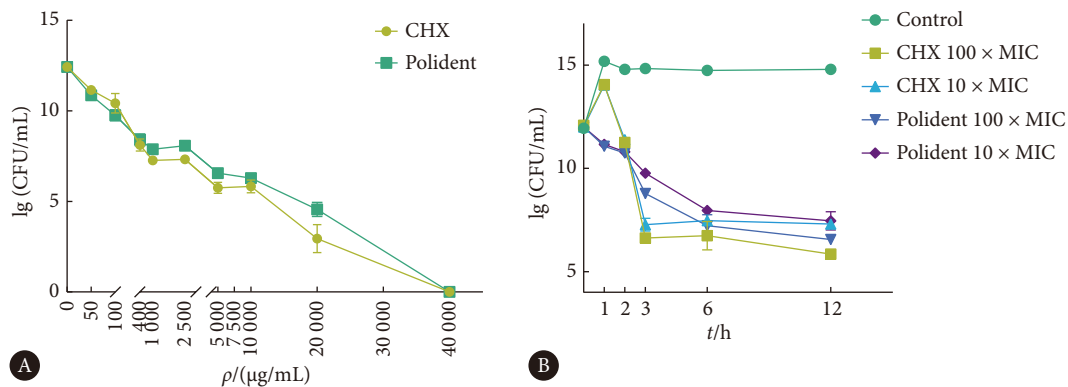 15
10
5
0
lg (CFU/mL)
CHX
Polident
0
50
100
400
1 000
2 500
5 000
7 500
10 000
20 000
30 000
40 000
ρ/(μg/mL)
A
15
10
5
lg (CFU/mL)
1
2
3
6
12
t/h
B
Control
CHX 100 × MIC
CHX 10 × MIC
Polident 100 × MIC
Polident 10 × MIC